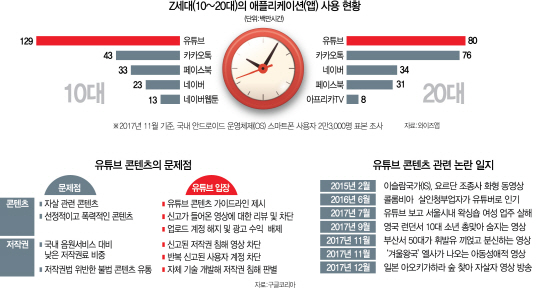 Z세대(10~20대)의 애플리케이션(앱) 사용 현황
(단위: 백만시간)
129 유튜브
43 카카오톡
33 페이스북
23 네이버
13 네이버웹툰
10대
유튜브 80
카카오톡 76
네이버 34
페이스북 31
아프리카TV 8
20대
※2017년 11월 기준, 국내 안드로이드 운영체제(OS) 스마트폰 사용자 2만3,000명 표본 조사
자료: 와이즈앱
유튜브 콘텐츠의 문제점
문제점
유튜브 입장
콘텐츠
자살 관련 콘텐츠
선정적이고 폭력적인 콘텐츠
유튜브 콘텐츠 가이드라인 제시
신고가 들어온 영상에 대한 리뷰 및 차단
업로드 계정 해지 및 광고 수익 배제
저작권
국내 음원서비스 대비
낮은 저작권료 비중
저작권법 위반한 불법 콘텐츠 유통
신고된 저작권 침해 영상 차단
반복 신고된 사용자 계정 차단
자체 기술 개발해 저작권 침해 판별
자료: 구글코리아
유튜브 콘텐츠 관련 논란 일지
2015년 2월 이슬람국가(IS), 요르단 조종사 화형 동영상
2016년 6월 콜롬비아 살인청부업자가 유튜버로 인기
2017년 7월 유튜브 보고 서울시내 왁싱숍 여성 업주 살해
2017년 9월 영국 런던서 10대 소년 총맞아 숨지는 영상
2017년 11월 부산서 50대가 휘발유 끼얹고 분신하는 영상
2017년 11월 '겨울왕국' 엘사가 나오는 아동성애적 영상
2017년 12월 일본 아오키가하라 숲 찾아 자살자 영상 방송